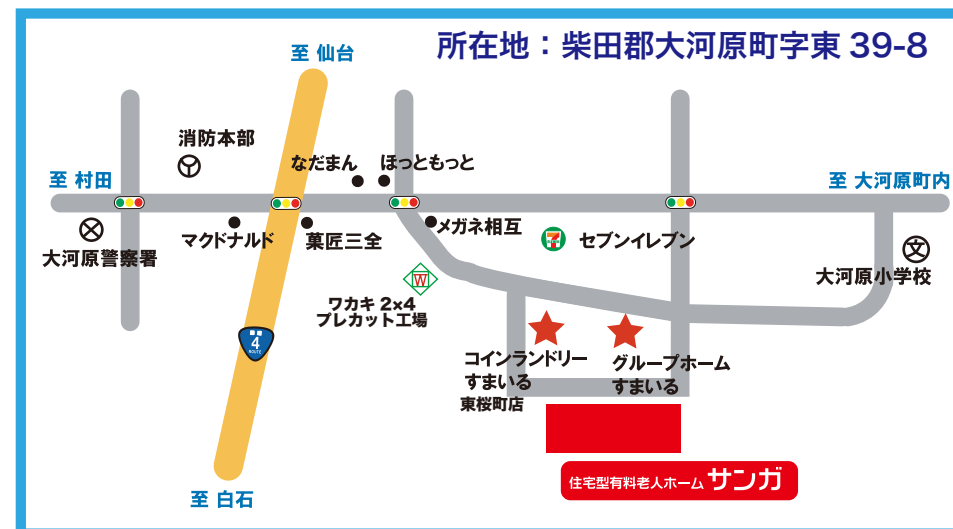 所在地：柴田郡大河原町字東 39-8
至 仙台
消防本部
なだまん
ほっともっと
至 村田
至 大河原町内
マクドナルド
菓匠三全
メガネ相互
7
セブンイレブン
大河原警察署
文
大河原小学校
W
ワカキ 2×4
プレカット工場
4
ROUTE
コインランドリー
すまいる
東桜町店
グループホーム
すまいる
住宅型有料老人ホーム サンガ
至 白石